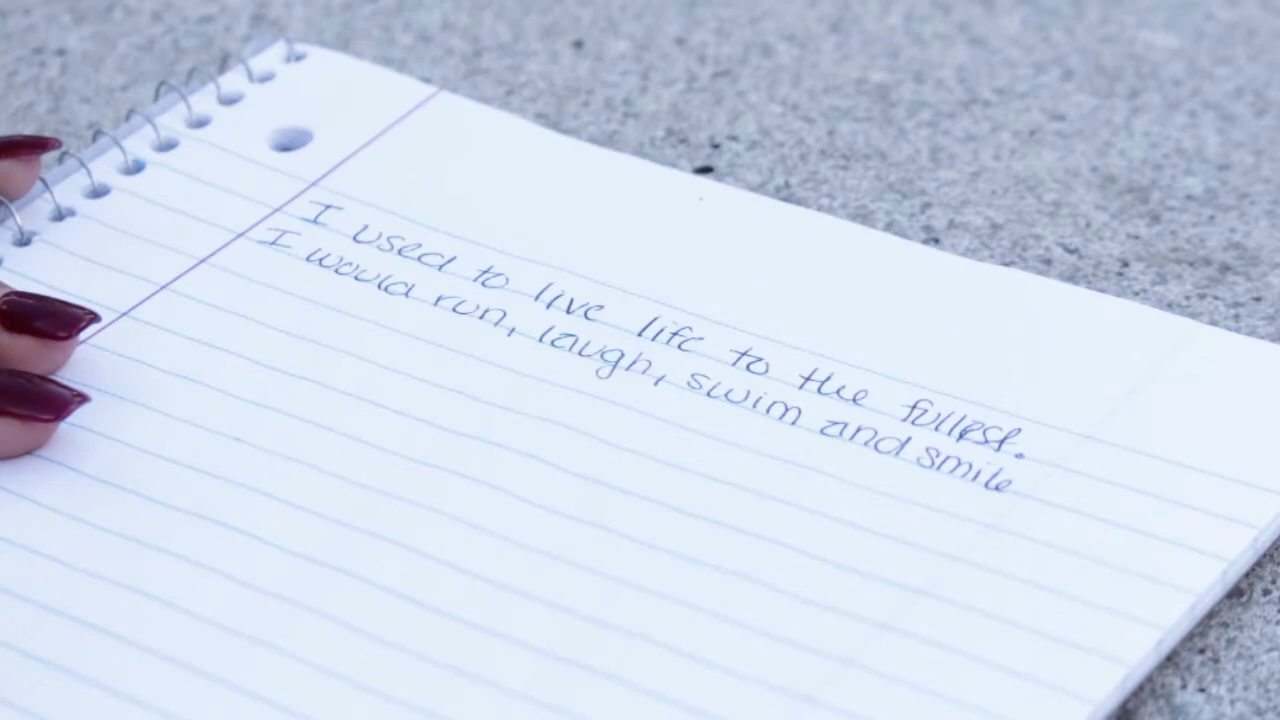 I used to live life to the fullest.
I would run, laugh, swim and smile